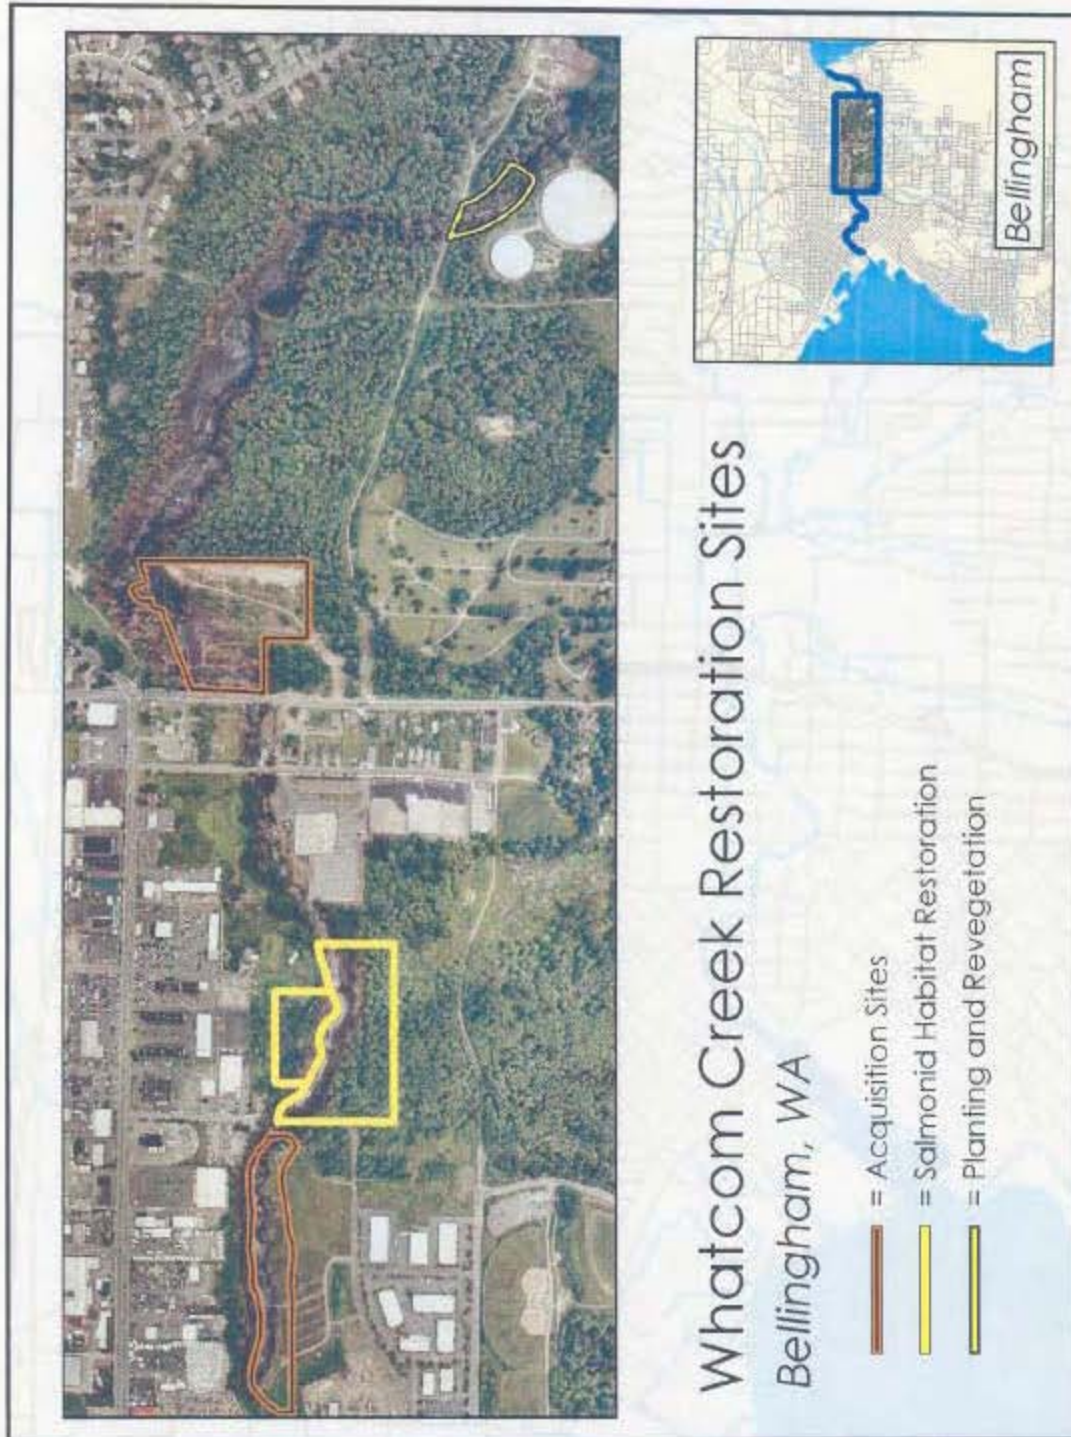 Whatcom Creek Restoration Sites
Bellingham, WA
= Acquisition Sites
= Salmonid Habitat Restoration
= Planting and Revegetation
Bellingham